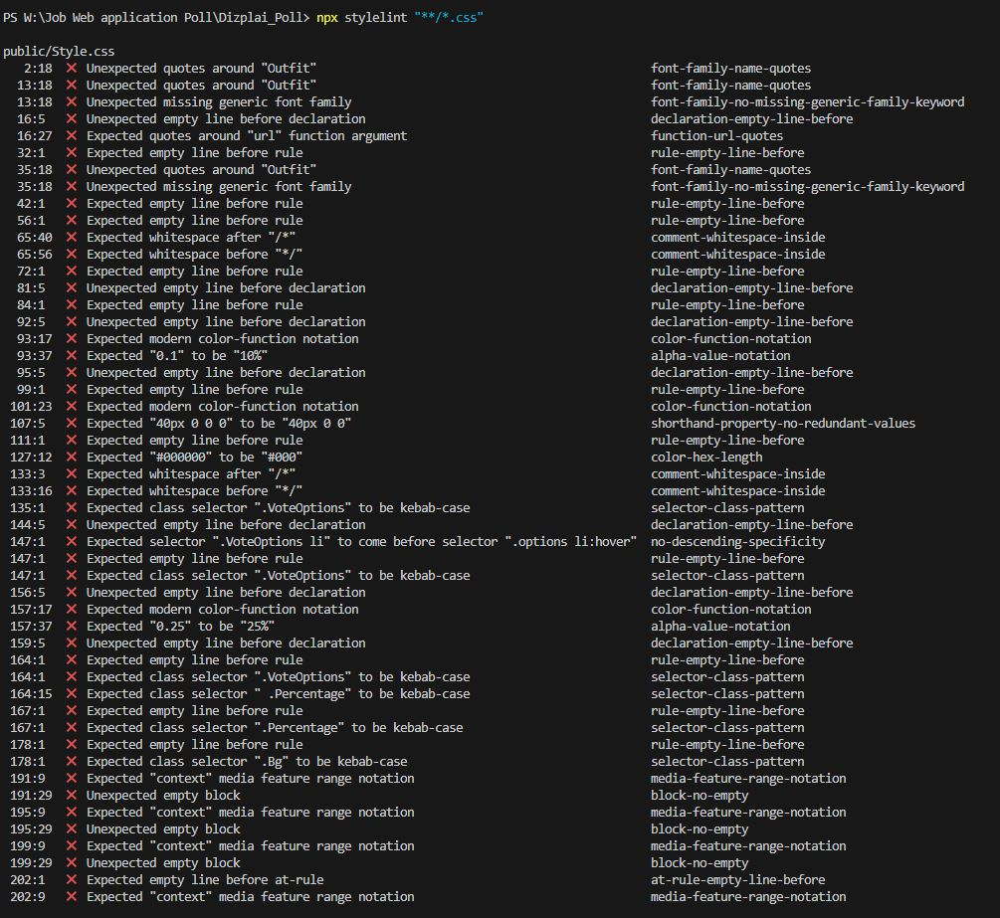 PS W:\Job Web application Poll\Dizplai_Poll> npx stylelint "**/*.css"
public/Style.css
2:18 ✖ Unexpected quotes around "Outfit" font-family-name-quotes
13:18 ✖ Unexpected quotes around "Outfit" font-family-name-quotes
13:18 ✖ Unexpected missing generic font family font-family-no-missing-generic-family-keyword
16:5 ✖ Unexpected empty line before declaration declaration-empty-line-before
16:27 ✖ Expected quotes around "url" function argument function-url-quotes
32:1 ✖ Expected empty line before rule rule-empty-line-before
35:18 ✖ Unexpected quotes around "Outfit" font-family-name-quotes
35:18 ✖ Unexpected missing generic font family font-family-no-missing-generic-family-keyword
42:1 ✖ Expected empty line before rule rule-empty-line-before
56:1 ✖ Expected empty line before rule rule-empty-line-before
65:40 ✖ Expected whitespace after "/*" comment-whitespace-inside
65:56 ✖ Expected whitespace before "*/" comment-whitespace-inside
72:1 ✖ Expected empty line before rule rule-empty-line-before
81:5 ✖ Unexpected empty line before declaration declaration-empty-line-before
84:1 ✖ Expected empty line before rule rule-empty-line-before
92:5 ✖ Unexpected empty line before declaration declaration-empty-line-before
93:17 ✖ Expected modern color-function notation color-function-notation
93:37 ✖ Expected "0.1" to be "10%" alpha-value-notation
95:5 ✖ Unexpected empty line before declaration declaration-empty-line-before
99:1 ✖ Expected empty line before rule rule-empty-line-before
101:23 ✖ Expected modern color-function notation color-function-notation
107:5 ✖ Expected "40px 0 0 0" to be "40px 0 0" shorthand-property-no-redundant-values
111:1 ✖ Expected empty line before rule rule-empty-line-before
127:12 ✖ Expected "#000000" to be "#000" color-hex-length
133:3 ✖ Expected whitespace after "/*" comment-whitespace-inside
133:16 ✖ Expected whitespace before "*/" comment-whitespace-inside
135:1 ✖ Expected class selector ".VoteOptions" to be kebab-case selector-class-pattern
144:5 ✖ Unexpected empty line before declaration declaration-empty-line-before
147:1 ✖ Expected selector ".VoteOptions li" to come before selector ".options li:hover" no-descending-specificity
147:1 ✖ Expected empty line before rule rule-empty-line-before
147:1 ✖ Expected class selector ".VoteOptions" to be kebab-case selector-class-pattern
156:5 ✖ Unexpected empty line before declaration declaration-empty-line-before
157:17 ✖ Expected modern color-function notation color-function-notation
157:37 ✖ Expected "0.25" to be "25%" alpha-value-notation
159:5 ✖ Unexpected empty line before declaration declaration-empty-line-before
164:1 ✖ Expected empty line before rule rule-empty-line-before
164:1 ✖ Expected class selector ".VoteOptions" to be kebab-case selector-class-pattern
164:15 ✖ Expected class selector " .Percentage" to be kebab-case selector-class-pattern
167:1 ✖ Expected empty line before rule rule-empty-line-before
167:1 ✖ Expected class selector ".Percentage" to be kebab-case selector-class-pattern
178:1 ✖ Expected empty line before rule rule-empty-line-before
178:1 ✖ Expected class selector ".Bg" to be kebab-case selector-class-pattern
191:9 ✖ Expected "context" media feature range notation media-feature-range-notation
191:29 ✖ Unexpected empty block block-no-empty
195:9 ✖ Expected "context" media feature range notation media-feature-range-notation
195:29 ✖ Unexpected empty block block-no-empty
199:9 ✖ Expected "context" media feature range notation media-feature-range-notation
199:29 ✖ Unexpected empty block block-no-empty
202:1 ✖ Expected empty line before at-rule at-rule-empty-line-before
202:9 ✖ Expected "context" media feature range notation media-feature-range-notation